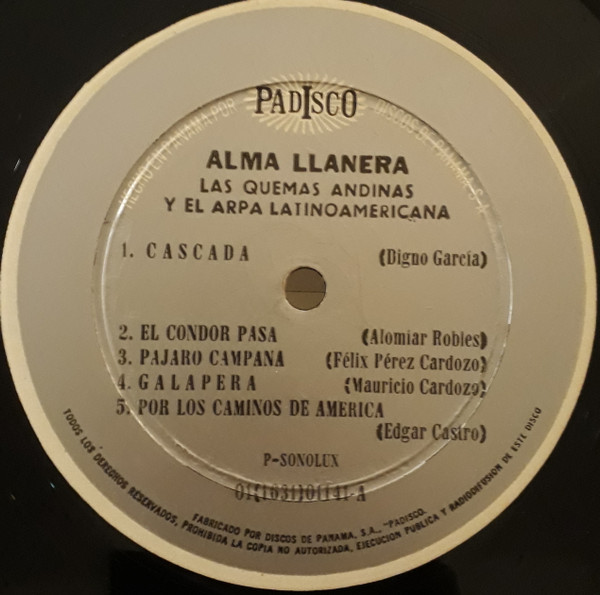 PADISCO
HECHO EN PANAMA POR DISCOS DE PANAMA, S.A.
ALMA LLANERA
LAS QUEMAS ANDINAS
Y EL ARPA LATINOAMERICANA
1. CASCADA (Digno García)
2. EL CONDOR PASA (Alomiar Robles)
3. PAJARO CAMPANA (Félix Pérez Cardozo)
4. GALAPERA (Mauricio Cardozo)
5. POR LOS CAMINOS DE AMERICA
(Edgar Castro)
P-SONOLUX
01(1031)01141-A
FABRICADO POR DISCOS DE PANAMA, S.A., "PADISCO.
TODOS LOS DERECHOS RESERVADOS, PROHIBIDA LA COPIA NO AUTORIZADA, EJECUCION PUBLICA Y RADIODIFUSION DE ESTE DISCO